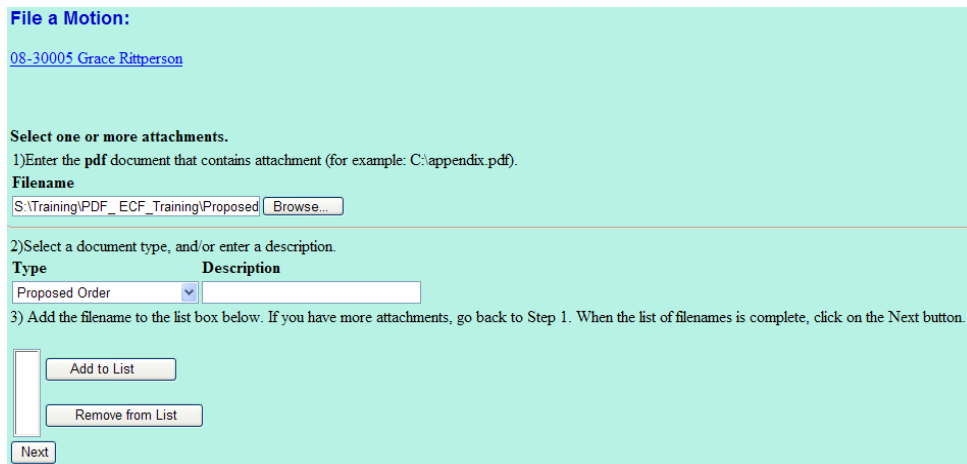 File a Motion:
08-30005 Grace Rittperson
Select one or more attachments.
1)Enter the pdf document that contains attachment (for example: C:\appendix.pdf).
Filename
S:\Training\PDF_ ECF_Training\Proposed Browse...
2)Select a document type, and/or enter a description.
Type Description
Proposed Order
3) Add the filename to the list box below. If you have more attachments, go back to Step 1. When the list of filenames is complete, click on the Next button.
Add to List
Remove from List
Next